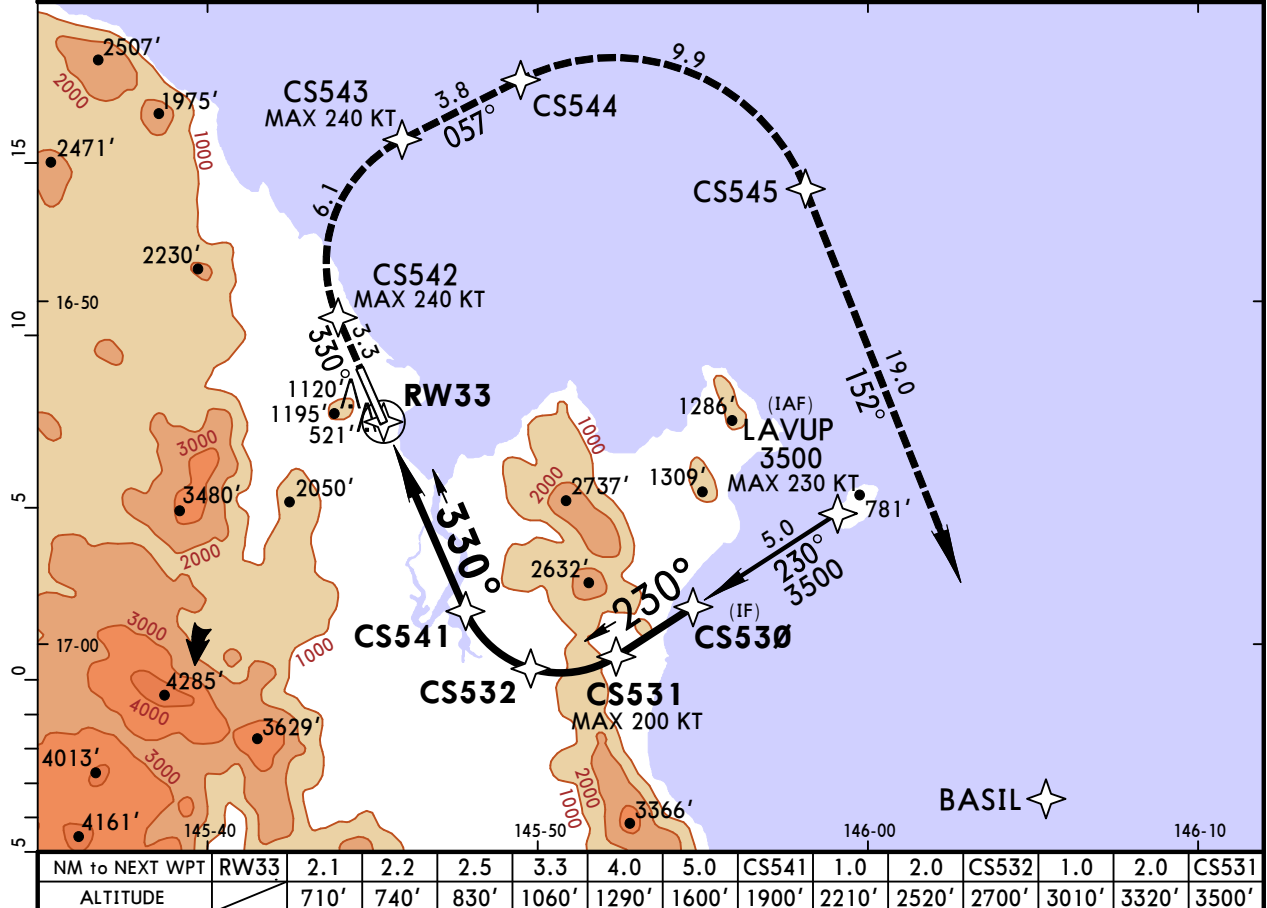 2507'
2000
1975'
1000
2471'
2230'
15
10
5
0
5
16-50
17-00
CS543
MAX 240 KT
3.8
057°
CS544
9.9
6.1
CS545
CS542
MAX 240 KT
330°
3.3
1120'
1195'
521'
RW33
19.0
152°
1286'
(IAF)
LAVUP
3500
MAX 230 KT
1309'
781'
5.0
230°
3500
1000
2000
2737'
2632'
3000
3480'
2050'
2000
330°
230°
(IF)
CS530
CS541
CS532
CS531
MAX 200 KT
3000
1000
4285'
4000
3629'
4013'
3000
4161'
2000
1000
3366'
BASIL
145-40
145-50
146-00
146-10
NM to NEXT WPT RW33 2.1 2.2 2.5 3.3 4.0 5.0 CS541 1.0 2.0 CS532 1.0 2.0 CS531
ALTITUDE 710' 740' 830' 1060' 1290' 1600' 1900' 2210' 2520' 2700' 3010' 3320' 3500'